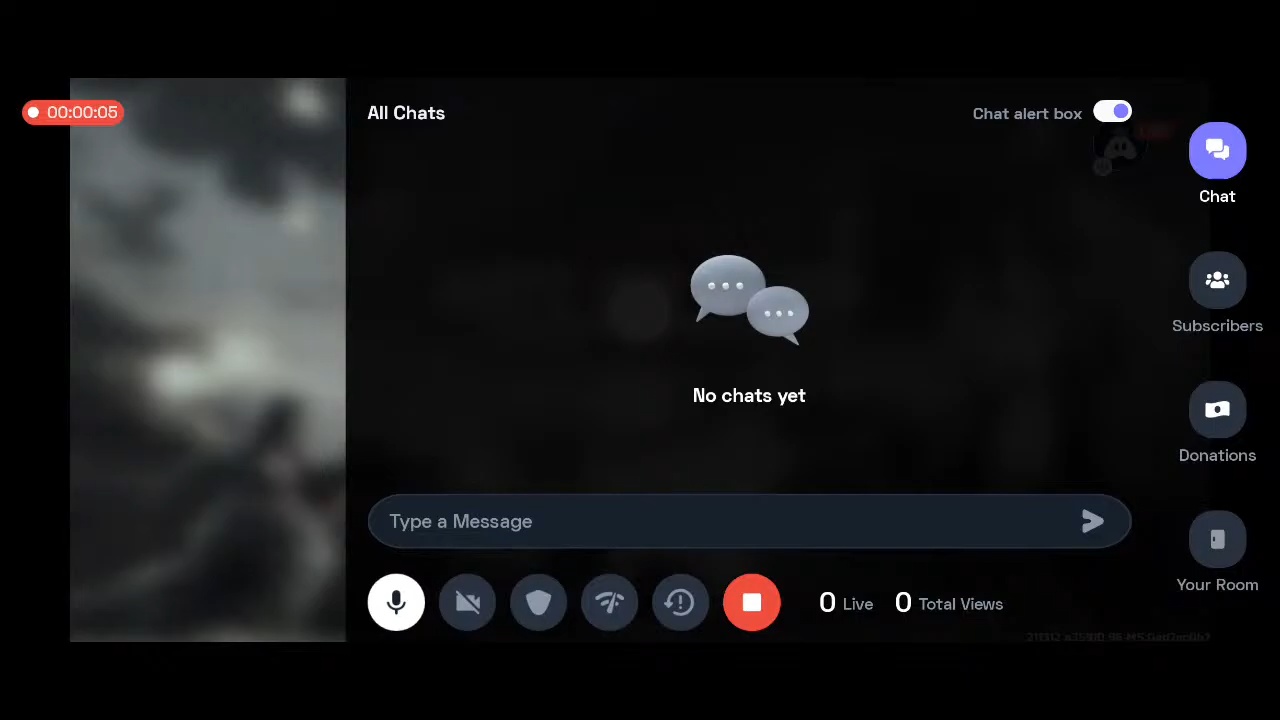 00:00:05
All Chats
Chat alert box
Chat
No chats yet
Subscribers
Donations
Type a Message
Your Room
0 Live 0 Total Views